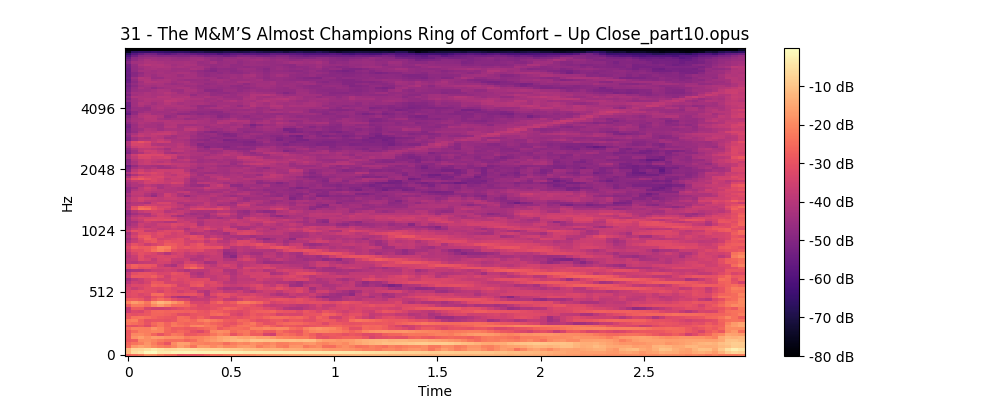 31 - The M&M’S Almost Champions Ring of Comfort – Up Close_part10.opus
4096
2048
1024
512
0
Hz
0
0.5
1
1.5
2
2.5
Time
-10 dB
-20 dB
-30 dB
-40 dB
-50 dB
-60 dB
-70 dB
-80 dB